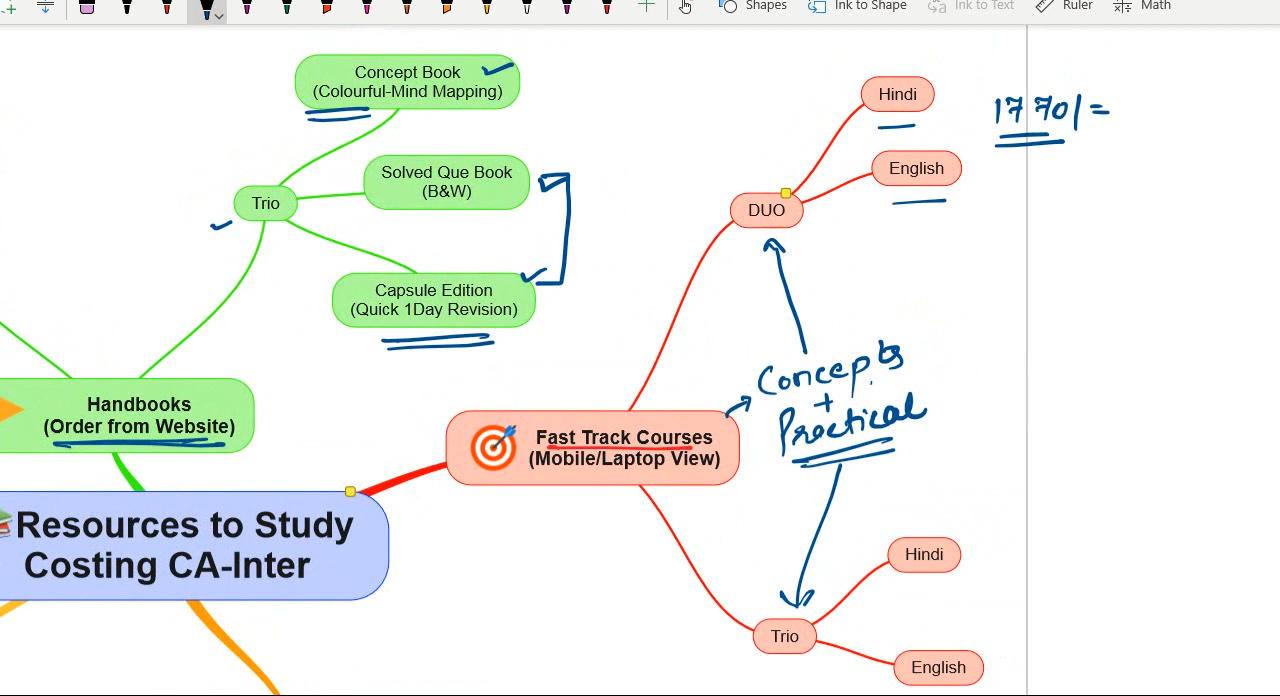 Shapes
Ink to Shape
Ink to Text
Ruler
Math
Concept Book
(Colourful-Mind Mapping)
Solved Que Book
(B&W)
Trio
Capsule Edition
(Quick 1Day Revision)
Handbooks
(Order from Website)
Resources to Study
Costing CA-Inter
Fast Track Courses
(Mobile/Laptop View)
Hindi
1770/=
English
DUO
Concepts
+
Practical
Hindi
Trio
English